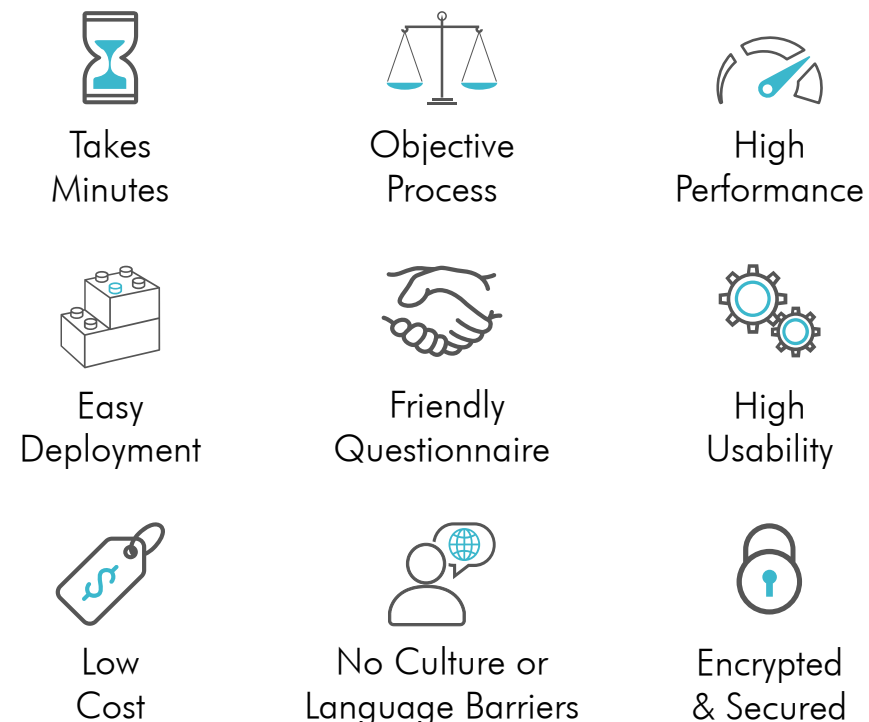 Takes
Minutes
Objective
Process
High
Performance
Easy
Deployment
Friendly
Questionnaire
High
Usability
$
Low
Cost
No Culture or
Language Barriers
Encrypted
& Secured